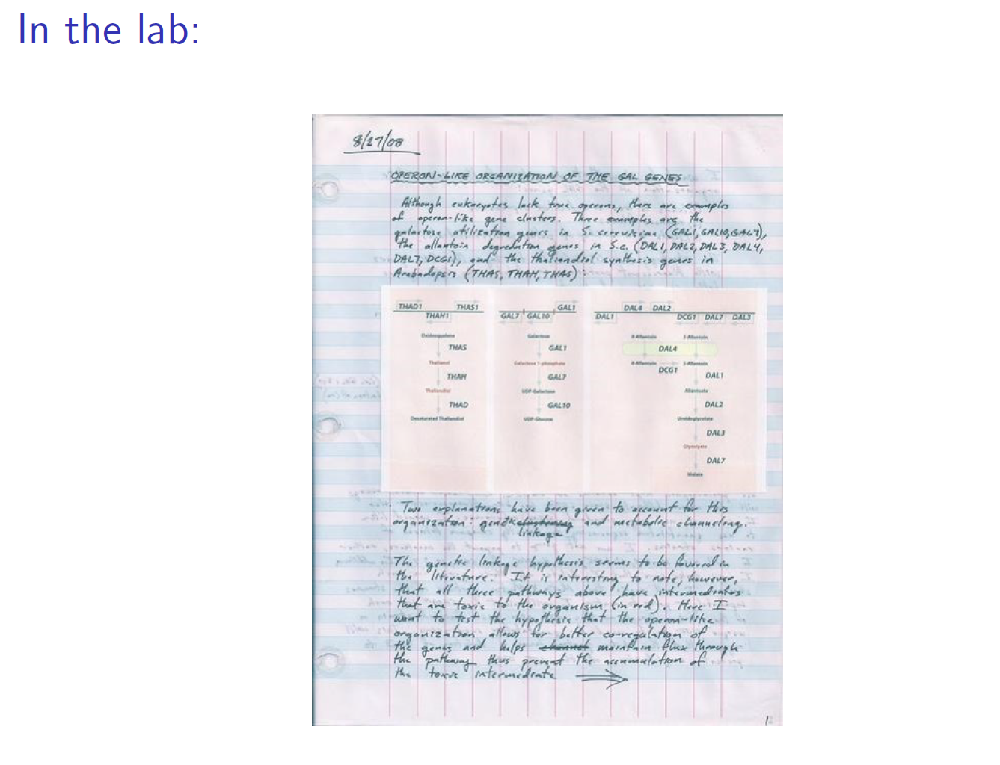 In the lab:
8/27/08
OPERON-LIKE ORGANIZATION OF THE GAL GENES
Although eukaryotes lack true operons, there are examples
of operon-like gene clusters. Three examples are the
galactose utilization genes in S. cerevisiae (GAL1, GAL10, GAL7),
the allantoin degredation genes in S.c. (DAL1, DAL2, DAL3, DAL4,
DAL7, DCG1), and the thaliandiol synthesis genes in
Arabadopsis (THAS, THAH, THAS)
THAD1 THAS1
THAH1
Oxidosqualene
THAS
Thalianol
THAH
Thaliandiol
THAD
Desaturated Thaliandiol
GAL1
GAL7 GAL10
Galactose
GAL1
Galactose 1-phosphate
GAL7
UDP-Galactose
GAL10
UDP-Glucose
DAL4 DAL2
DAL1 DCG1 DAL7 DAL3
R-Allantoin S-Allantoin
DAL4
R-Allantoin S-Allantoin
DCG1
DAL1
Allantoate
DAL2
Ureidoglycolate
DAL3
Glyoxylate
DAL7
Malate
Two explanations have been given to account for this
organization: genetic clustering and metabolic channeling.
linkage
The genetic linkage hypothesis seems to be favored in
the literature. It is interesting to note, however,
that all three pathways above have intermediates
that are toxic to the organism (in red). Here I
want to test the hypothesis that the operon-like
organization allows for better co-regulation of
the genes and helps channel maintain flux through
the pathway thus prevent the accumulation of
the toxic intermediate
1